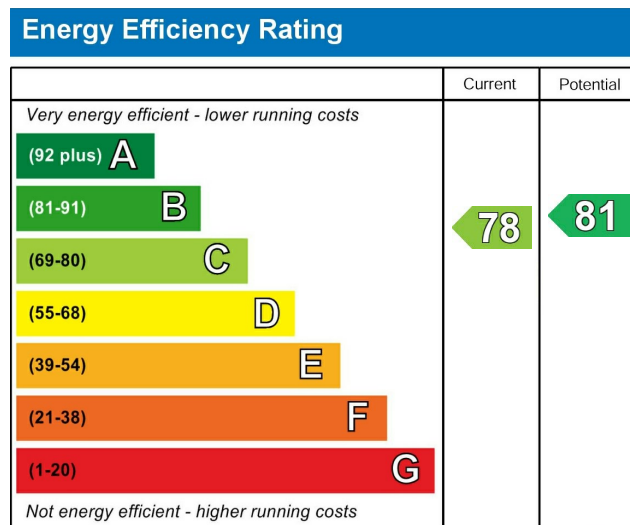 Energy Efficiency Rating
Current Potential
Very energy efficient - lower running costs
(92 plus) A
(81-91) B
(69-80) C
(55-68) D
(39-54) E
(21-38) F
(1-20) G
78 81
Not energy efficient - higher running costs